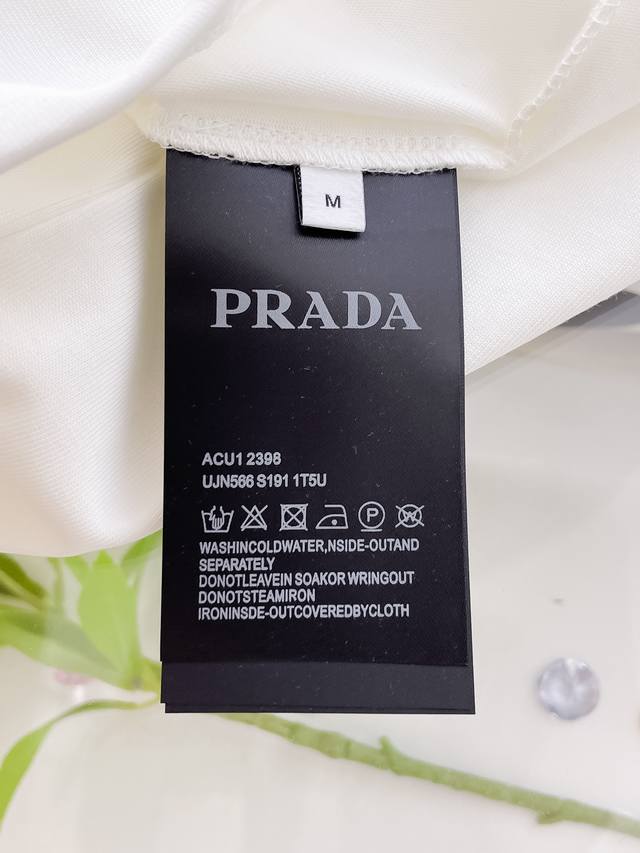 M
PRADA
ACU1 2398
UJN566 S191 1T5U
P
WASHINCOLDWATER,NSIDE-OUTAND
SEPARATELY
DONOTLEAVEIN SOAKOR WRINGOUT
DONOTSTEAMIRON
IRONINSDE-OUTCOVEREDBYCLOTH